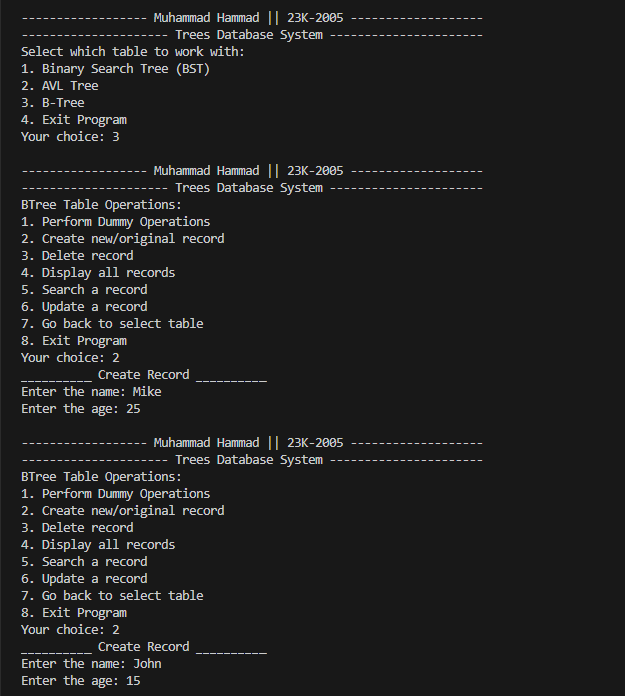 ------------------ Muhammad Hammad || 23K-2005 -------------------
--------------------- Trees Database System ----------------------
Select which table to work with:
1. Binary Search Tree (BST)
2. AVL Tree
3. B-Tree
4. Exit Program
Your choice: 3
------------------ Muhammad Hammad || 23K-2005 -------------------
--------------------- Trees Database System ----------------------
BTree Table Operations:
1. Perform Dummy Operations
2. Create new/original record
3. Delete record
4. Display all records
5. Search a record
6. Update a record
7. Go back to select table
8. Exit Program
Your choice: 2
__________ Create Record __________
Enter the name: Mike
Enter the age: 25
------------------ Muhammad Hammad || 23K-2005 -------------------
--------------------- Trees Database System ----------------------
BTree Table Operations:
1. Perform Dummy Operations
2. Create new/original record
3. Delete record
4. Display all records
5. Search a record
6. Update a record
7. Go back to select table
8. Exit Program
Your choice: 2
__________ Create Record __________
Enter the name: John
Enter the age: 15